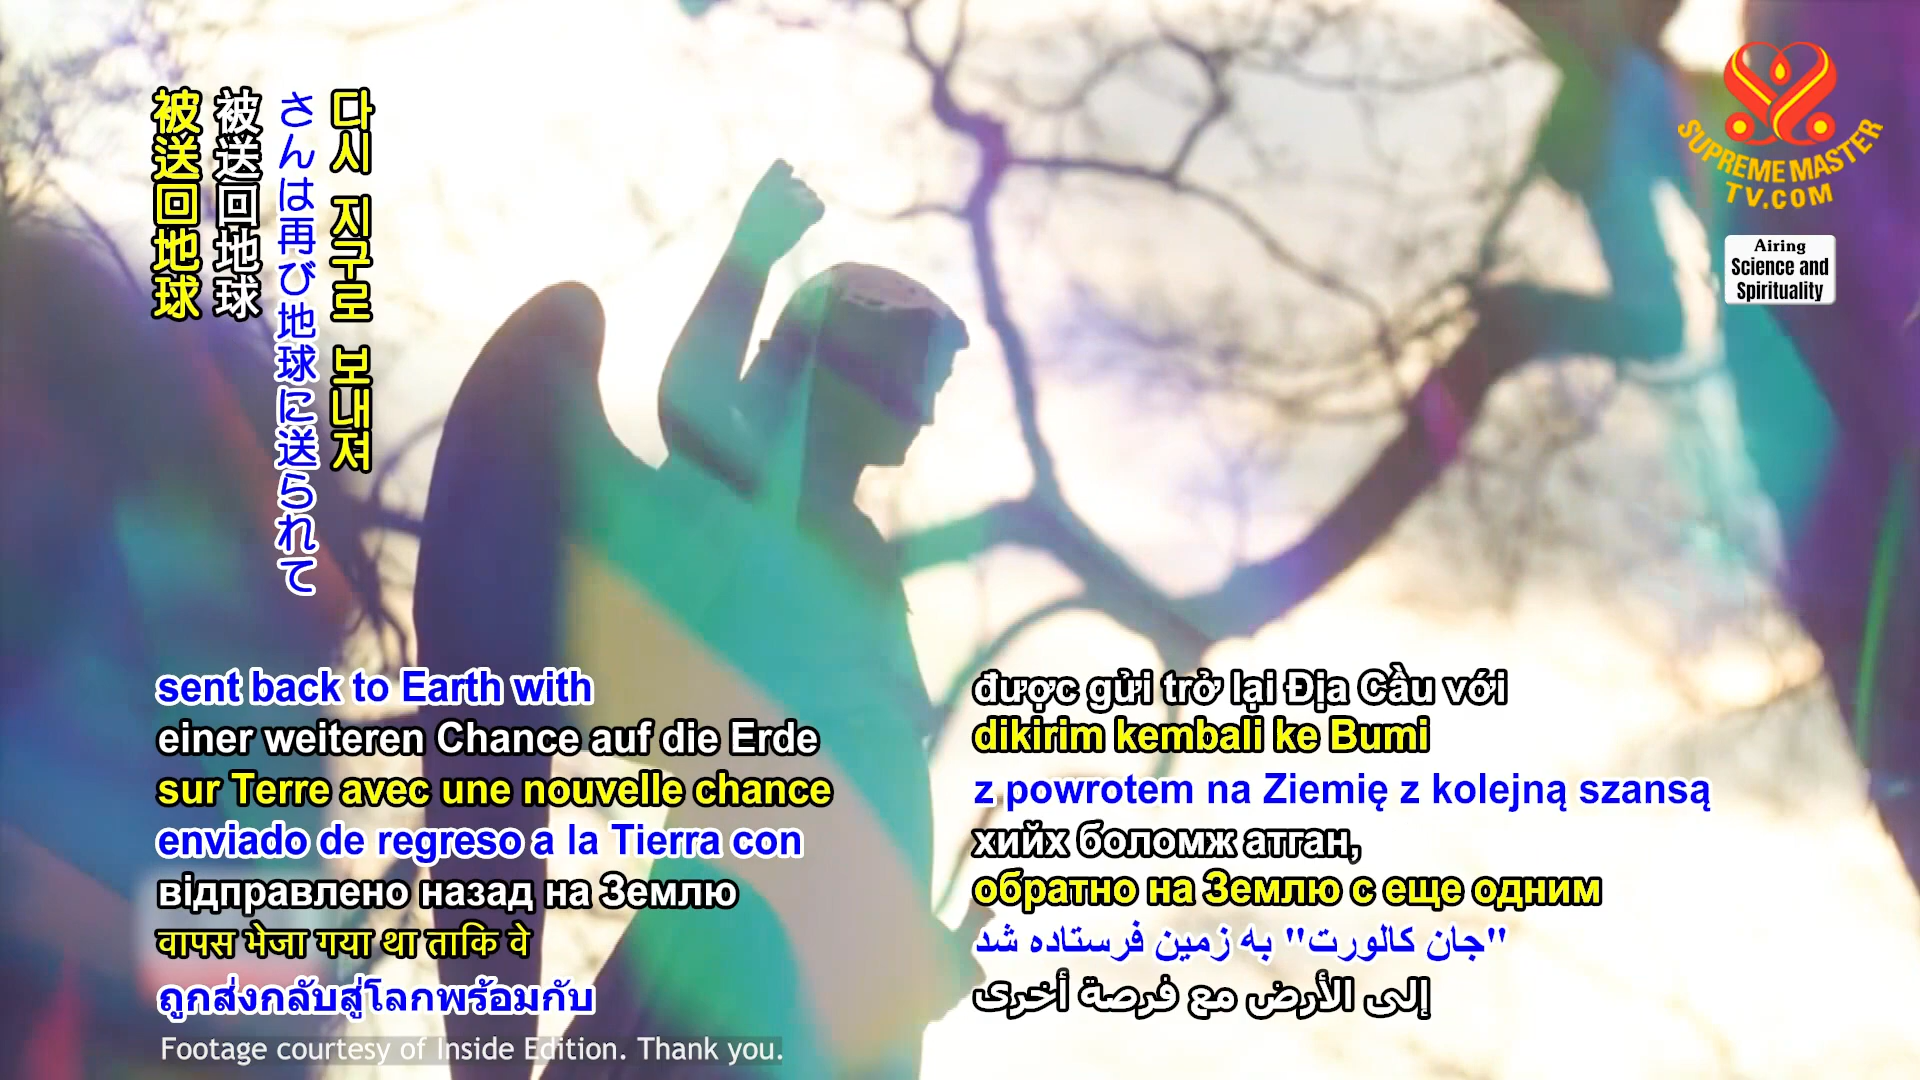 被送回地球
被送回地球
さんは再び地球に送られて
다시 지구로 보내져
SUPREME MASTER
TV.COM
Airing
Science and
Spirituality
sent back to Earth with
einer weiteren Chance auf die Erde
sur Terre avec une nouvelle chance
enviado de regreso a la Tierra con
відправлено назад на Землю
वापस भेजा गया था ताकि वे
ถูกส่งกลับสู่โลกพร้อมกับ
được gửi trở lại Địa Cầu với
dikirim kembali ke Bumi
z powrotem na Ziemię z kolejną szansą
хийх боломж атган,
обратно на Землю с еще одним
"جان کالورت" به زمین فرستاده شد
إلى الأرض مع فرصة أخرى
Footage courtesy of Inside Edition. Thank you.